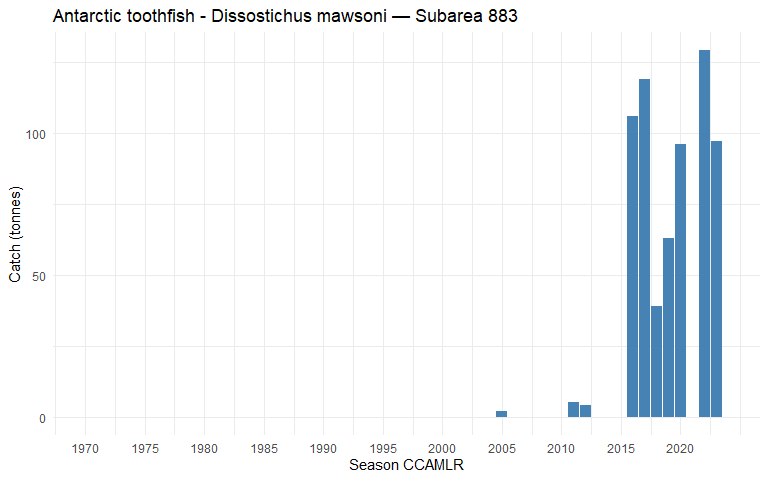 Antarctic toothfish - Dissostichus mawsoni — Subarea 883
Catch (tonnes)
100
50
0
1970 1975 1980 1985 1990 1995 2000 2005 2010 2015 2020
Season CCAMLR